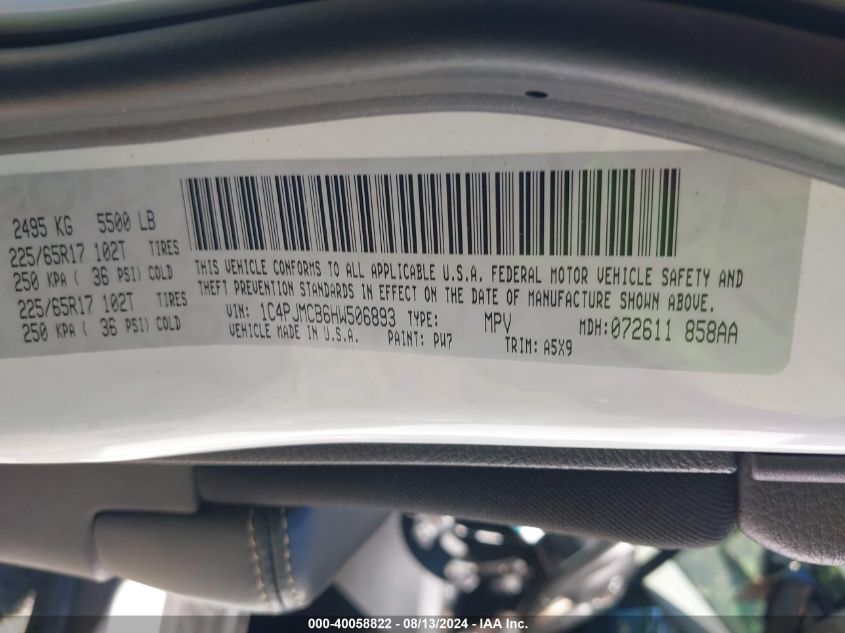 2495 KG 5500 LB
225/65R17 102T TIRES
250 KPA ( 36 PSI) COLD
225/65R17 102T TIRES
250 KPA ( 36 PSI) COLD
THIS VEHICLE CONFORMS TO ALL APPLICABLE U.S.A. FEDERAL MOTOR VEHICLE SAFETY AND
THEFT PREVENTION STANDARDS IN EFFECT ON THE DATE OF MANUFACTURE SHOWN ABOVE.
VIN: 1C4PJMCB6HW506893 TYPE: MPV MDH:072611 858AA
VEHICLE MADE IN U.S.A. PAINT: PW7 TRIM: A5X9
000-40058822 - 08/13/2024 - IAA Inc.